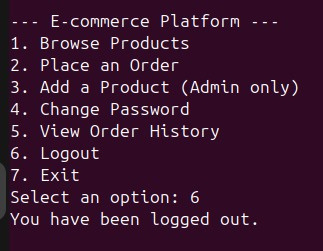 --- E-commerce Platform ---
1. Browse Products
2. Place an Order
3. Add a Product (Admin only)
4. Change Password
5. View Order History
6. Logout
7. Exit
Select an option: 6
You have been logged out.